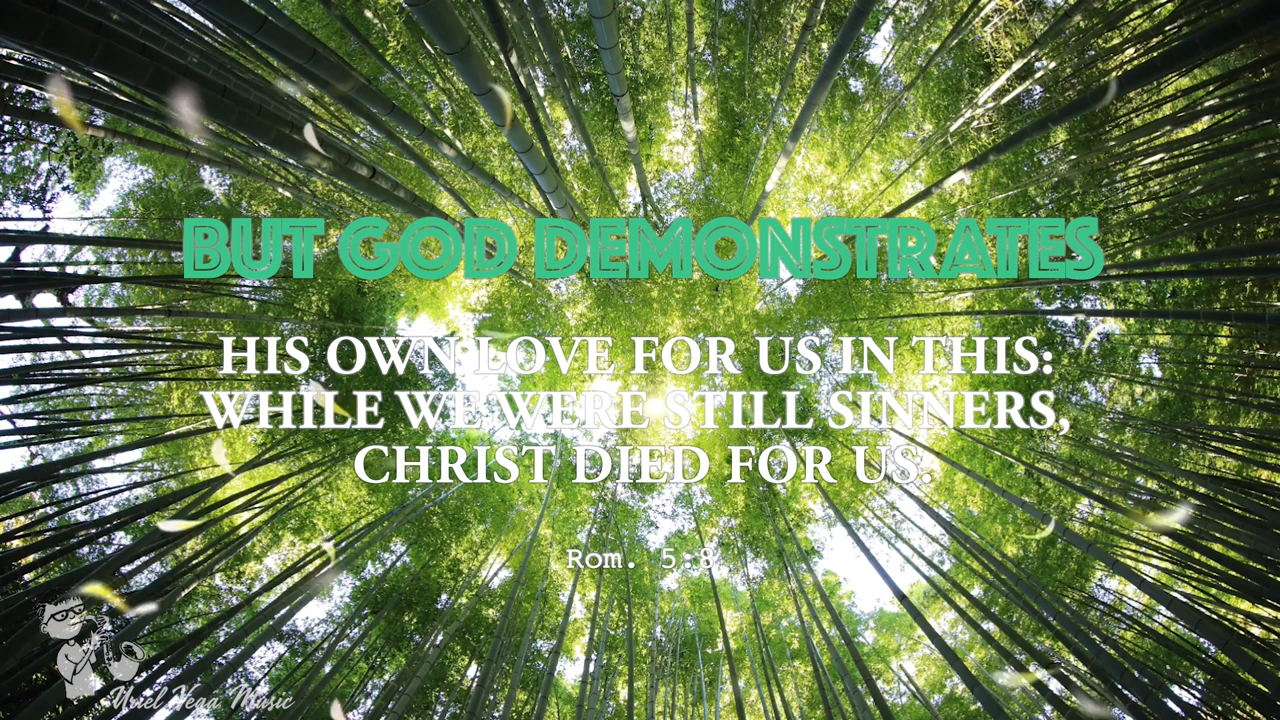 BUT GOD DEMONSTRATES
HIS OWN LOVE FOR US IN THIS:
WHILE WE WERE STILL SINNERS,
CHRIST DIED FOR US.
Rom. 5:8
Uriel Vega Music